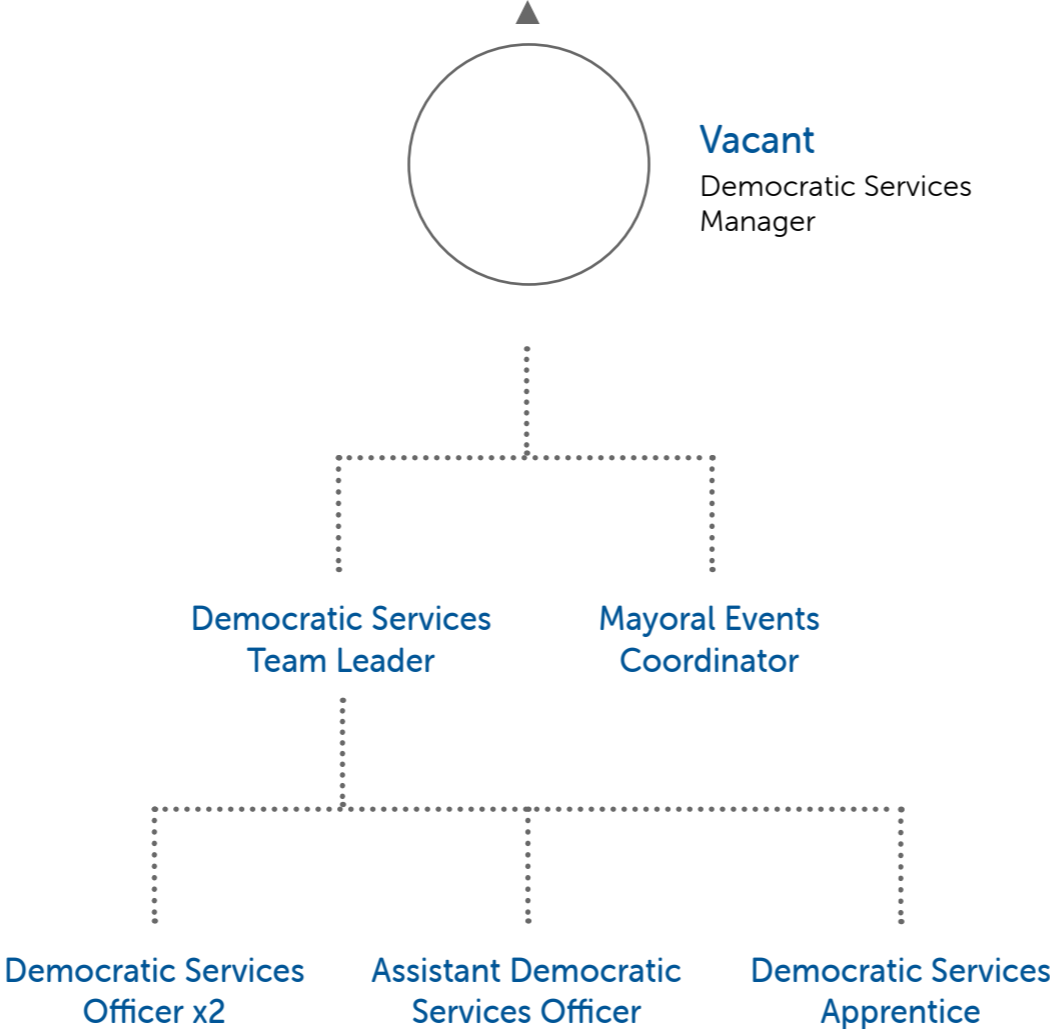 Vacant
Democratic Services
Manager
Democratic Services
Team Leader
Mayoral Events
Coordinator
Democratic Services
Officer x2
Assistant Democratic
Services Officer
Democratic Services
Apprentice